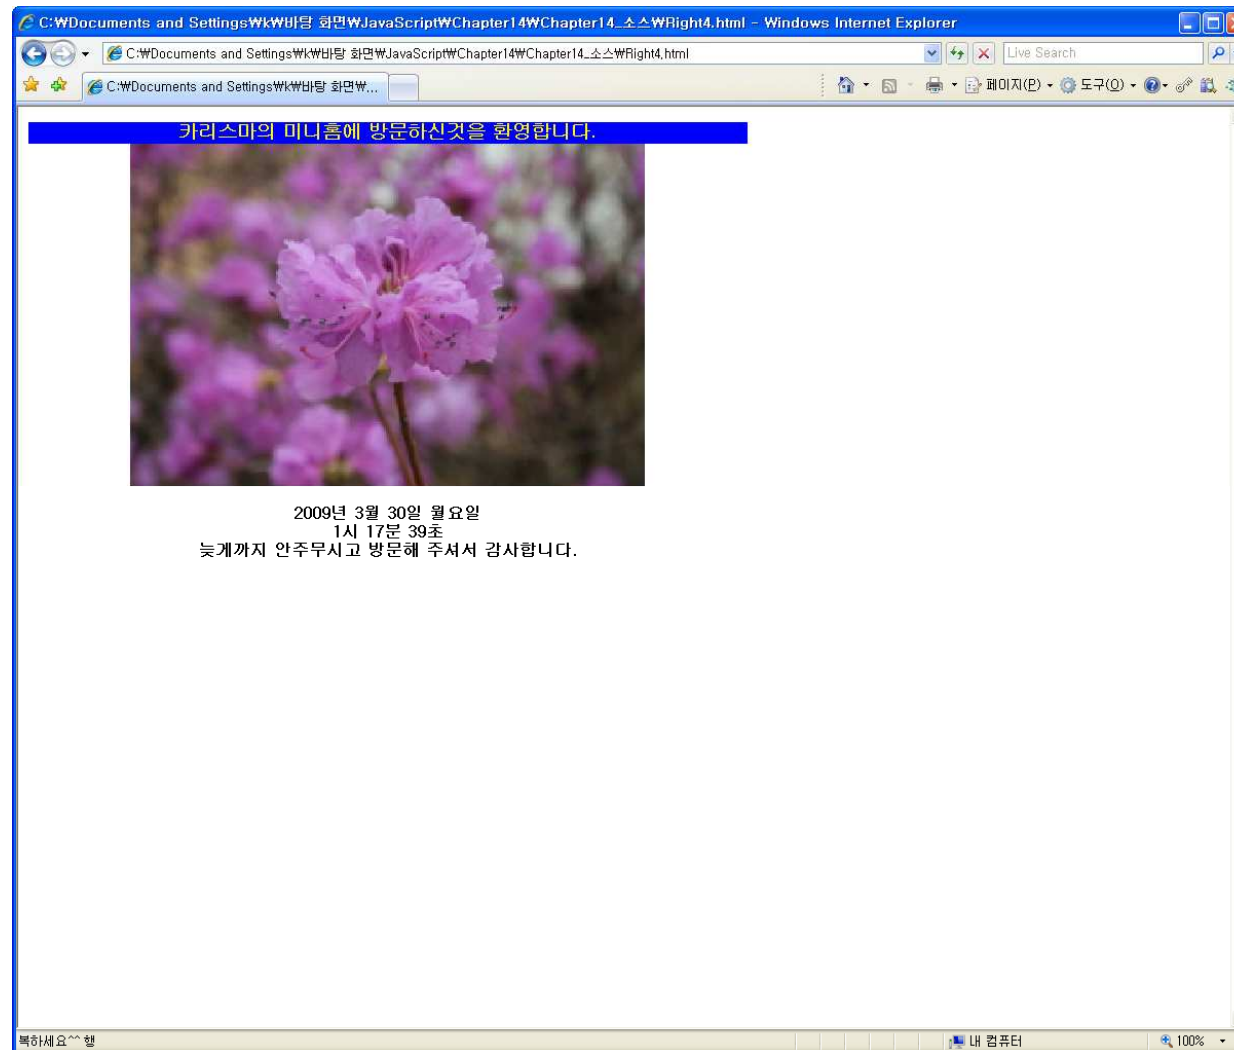 C:₩Documents and Settings₩k₩바탕 화면₩JavaScript₩Chapter14₩Chapter14_소스₩Right4.html - Windows Internet Explorer
C:₩Documents and Settings₩k₩바탕 화면₩JavaScript₩Chapter14₩Chapter14_소스₩Right4.html
Live Search
C:₩Documents and Settings₩k₩바탕 화면₩...
페이지(P)
도구(O)
카리스마의 미니홈에 방문하신것을 환영합니다.
2009년 3월 30일 월요일
1시 17분 39초
늦게까지 안주무시고 방문해 주셔서 감사합니다.
복하세요^^ 행
내 컴퓨터
100%